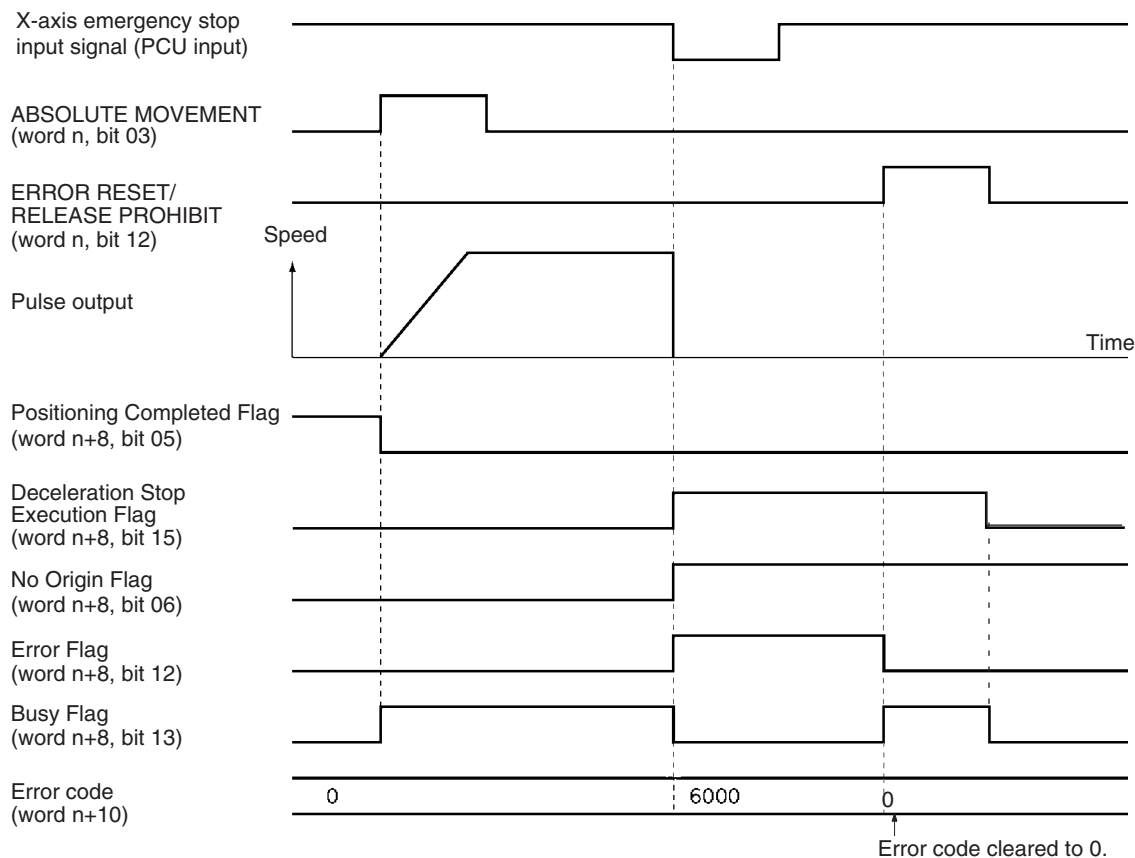 X-axis emergency stop
input signal (PCU input)
ABSOLUTE MOVEMENT
(word n, bit 03)
ERROR RESET/
RELEASE PROHIBIT
(word n, bit 12)
Speed
Pulse output
Time
Positioning Completed Flag
(word n+8, bit 05)
Deceleration Stop
Execution Flag
(word n+8, bit 15)
No Origin Flag
(word n+8, bit 06)
Error Flag
(word n+8, bit 12)
Busy Flag
(word n+8, bit 13)
Error code
(word n+10)
0
6000
0
Error code cleared to 0.